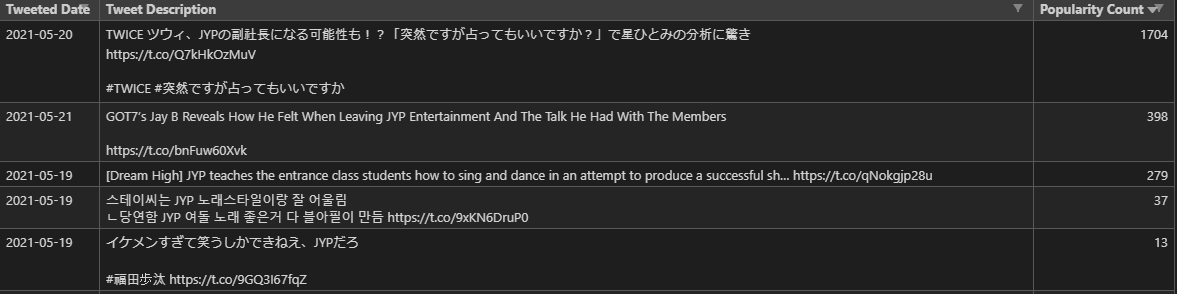 Tweeted Date Tweet Description Popularity Count
2021-05-20 TWICE ツウィ、JYPの副社長になる可能性も！？「突然ですが占ってもいいですか？」で星ひとみの分析に驚き 1704
https://t.co/Q7kHkOzMuV
#TWICE #突然ですが占ってもいいですか
2021-05-21 GOT7's Jay B Reveals How He Felt When Leaving JYP Entertainment And The Talk He Had With The Members 398
https://t.co/bnFuw60Xvk
2021-05-19 [Dream High] JYP teaches the entrance class students how to sing and dance in an attempt to produce a successful sh... https://t.co/qNokgjp28u 279
2021-05-19 스테이씨는 JYP 노래스타일이랑 잘 어울림 37
ㄴ당연함 JYP 여돌 노래 좋은거 다 블아필이 만듬 https://t.co/9xKN6DruP0
2021-05-19 イケメンすぎて笑うしかできねえ、JYPだろ 13
#福田歩汰 https://t.co/9GQ3I67fqZ